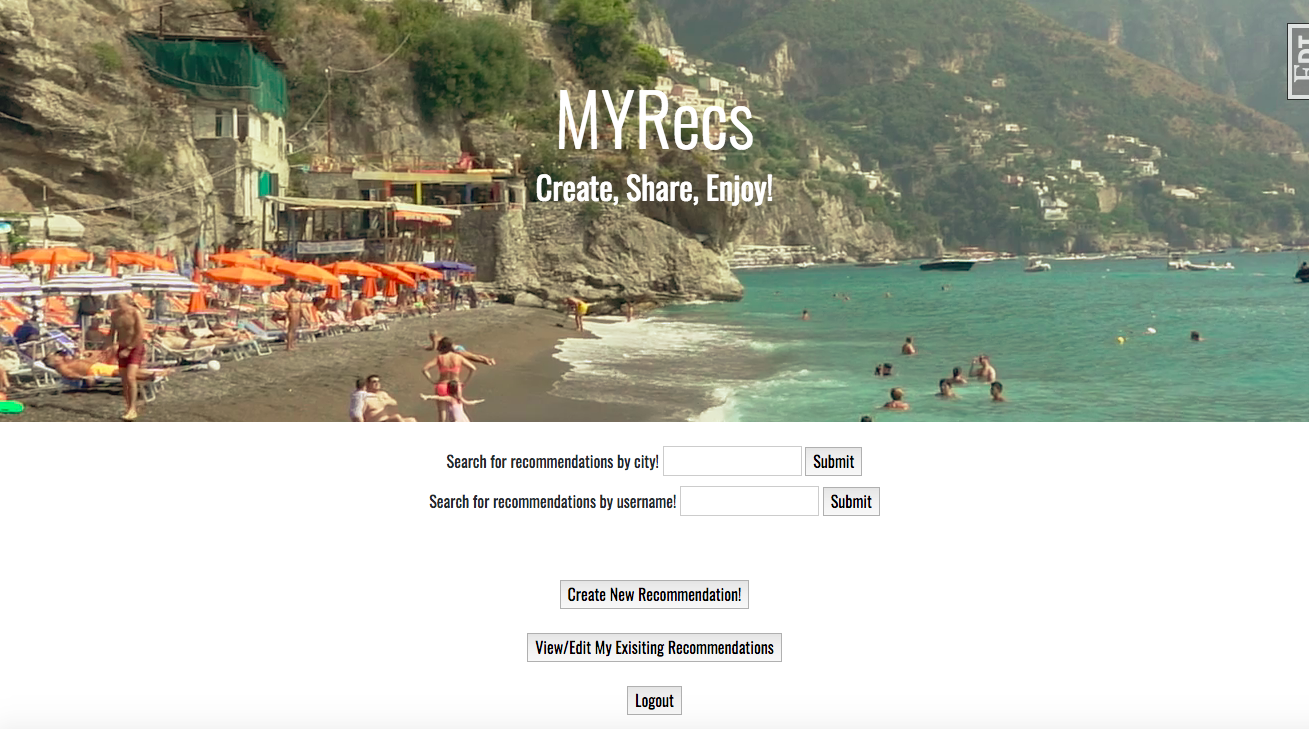 MYRecs
Create, Share, Enjoy!
Search for recommendations by city! Submit
Search for recommendations by username! Submit
Create New Recommendation!
View/Edit My Exisiting Recommendations
Logout